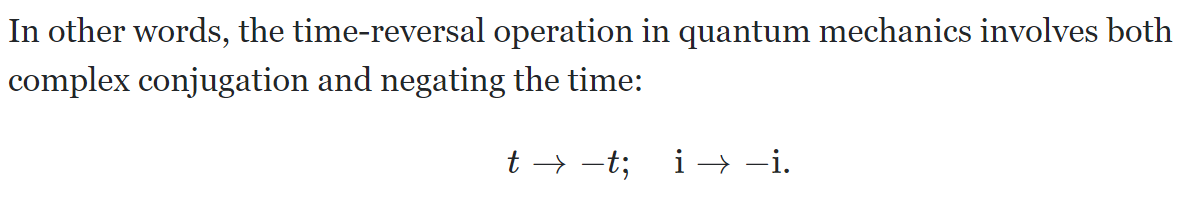 In other words, the time-reversal operation in quantum mechanics involves both
complex conjugation and negating the time:
t → −t; i → −i.